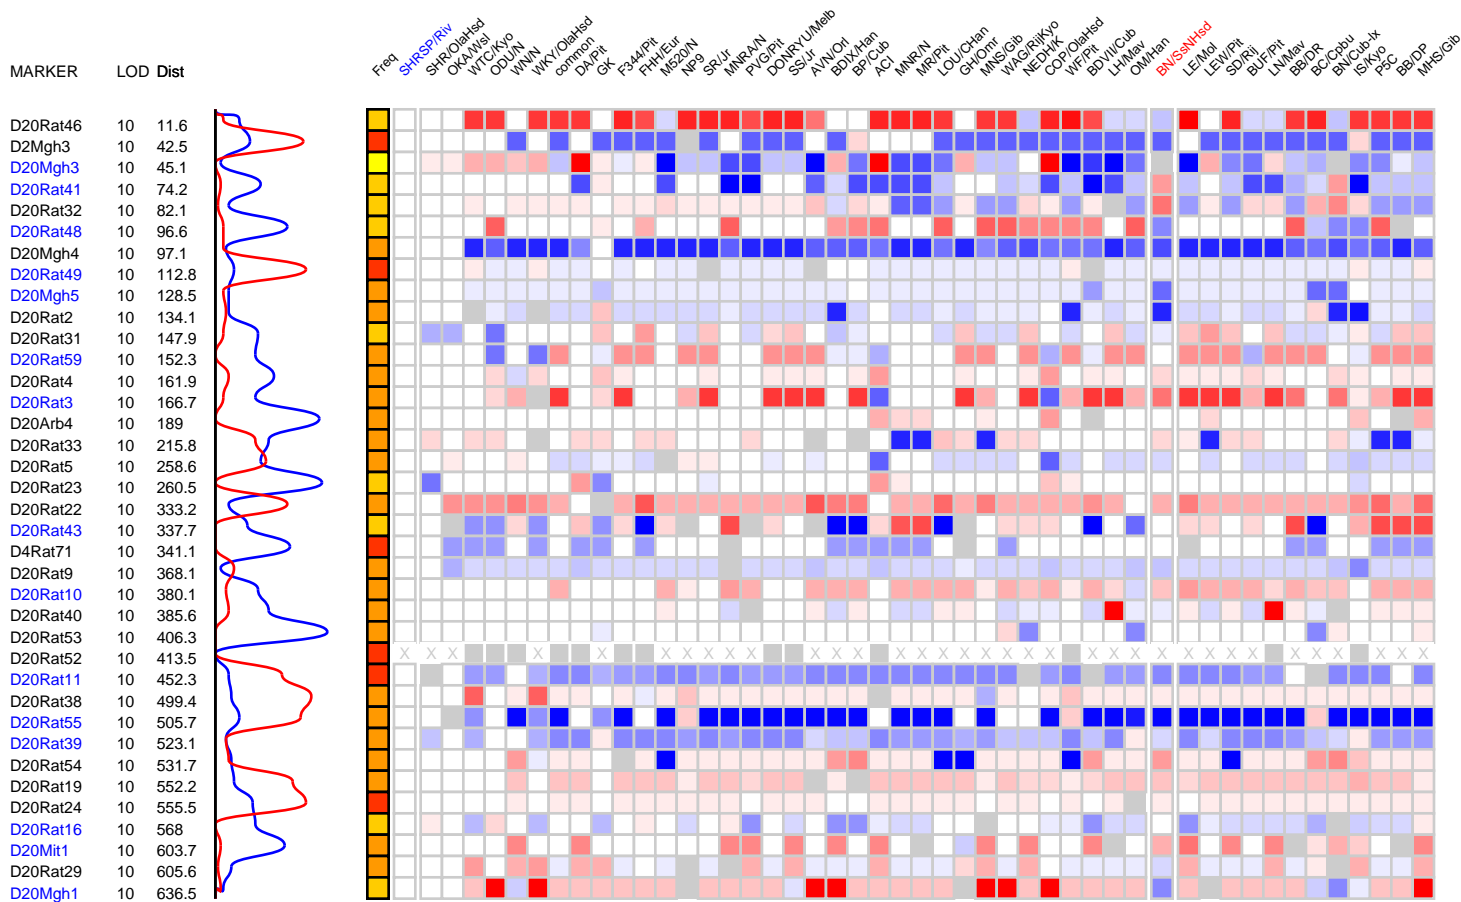 MARKER LOD Dist
Freq SHRSP/Riv SHR/OlaHsd OKA/Wsl WTC/Kyo ODU/N WN/N WKY/OlaHsd common DA/Pit GK F344/Pit FHH/Eur M520/N NP9 SR/Jr MNRA/N PVG/Pit DONRYU/Melb SS/Jr AVN/Orl BDIX/Han BP/Cub ACI MNR/N MR/Pit LOU/CHan GH/Omr MNS/Gib WAG/RijKyo NEDH/K COP/OlaHsd WF/Pit BDVII/Cub LH/Mav OM/Han BN/SsNHsd LE/Mol LEW/Pit SD/Rij BUF/Pit LN/Mav BB/DR BC/Cpbu BN/Cub-lx IS/Kyo P5C BB/DP MHS/Gib
D20Rat46 10 11.6
D2Mgh3 10 42.5
D20Mgh3 10 45.1
D20Rat41 10 74.2
D20Rat32 10 82.1
D20Rat48 10 96.6
D20Mgh4 10 97.1
D20Rat49 10 112.8
D20Mgh5 10 128.5
D20Rat2 10 134.1
D20Rat31 10 147.9
D20Rat59 10 152.3
D20Rat4 10 161.9
D20Rat3 10 166.7
D20Arb4 10 189
D20Rat33 10 215.8
D20Rat5 10 258.6
D20Rat23 10 260.5
D20Rat22 10 333.2
D20Rat43 10 337.7
D4Rat71 10 341.1
D20Rat9 10 368.1
D20Rat10 10 380.1
D20Rat40 10 385.6
D20Rat53 10 406.3
D20Rat52 10 413.5 X X X X X X X X X X X X X X X X X X X X X X X X X X X X X X X X X X X X X
D20Rat11 10 452.3
D20Rat38 10 499.4
D20Rat55 10 505.7
D20Rat39 10 523.1
D20Rat54 10 531.7
D20Rat19 10 552.2
D20Rat24 10 555.5
D20Rat16 10 568
D20Mit1 10 603.7
D20Rat29 10 605.6
D20Mgh1 10 636.5